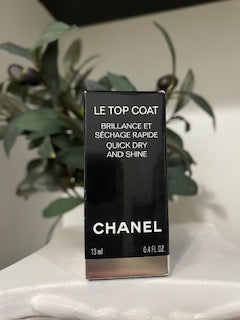 LE TOP COAT
BRILLANCE ET
SÉCHAGE RAPIDE
QUICK DRY
AND SHINE
CHANEL
13 ml 0.4 FL. OZ.